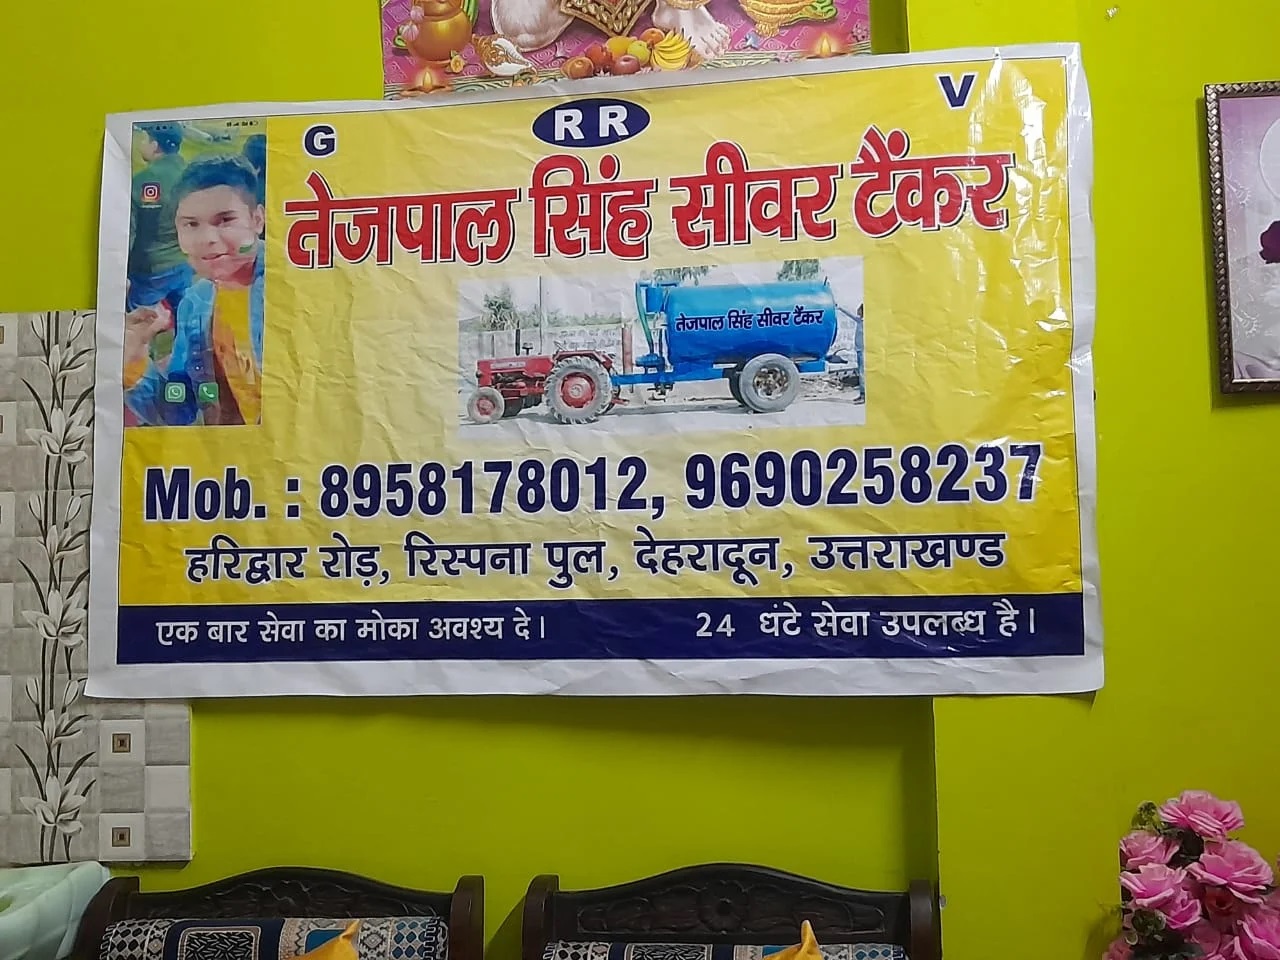 G RR V
तेजपाल सिंह सीवर टैंकर
तेजपाल सिंह सीवर टैंकर
Mob. : 8958178012, 9690258237
हरिद्वार रोड़, रिस्पना पुल, देहरादून, उत्तराखण्ड
एक बार सेवा का मोका अवश्य दे। 24 धंटे सेवा उपलब्ध है।